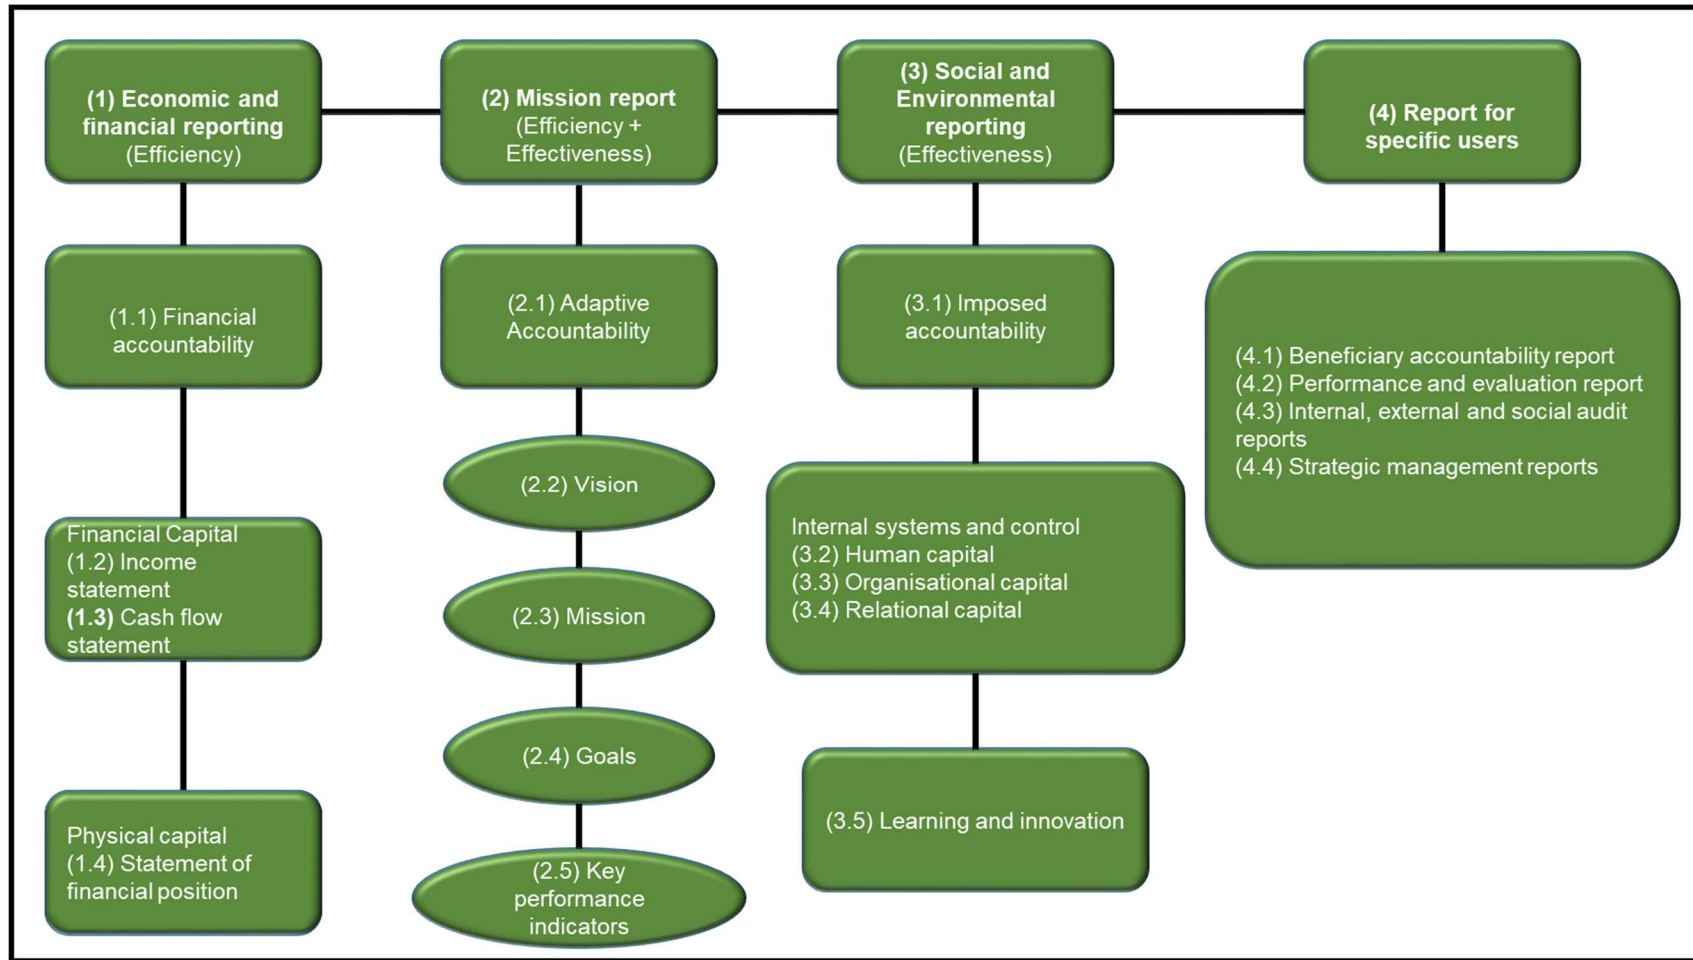 (1) Economic and
financial reporting
(Efficiency)
(2) Mission report
(Efficiency +
Effectiveness)
(3) Social and
Environmental
reporting
(Effectiveness)
(4) Report for
specific users
(1.1) Financial
accountability
(2.1) Adaptive
Accountability
(3.1) Imposed
accountability
(4.1) Beneficiary accountability report
(4.2) Performance and evaluation report
(4.3) Internal, external and social audit
reports
(4.4) Strategic management reports
Financial Capital
(1.2) Income
statement
(1.3) Cash flow
statement
(2.2) Vision
(2.3) Mission
Internal systems and control
(3.2) Human capital
(3.3) Organisational capital
(3.4) Relational capital
Physical capital
(1.4) Statement of
financial position
(2.4) Goals
(2.5) Key
performance
indicators
(3.5) Learning and innovation